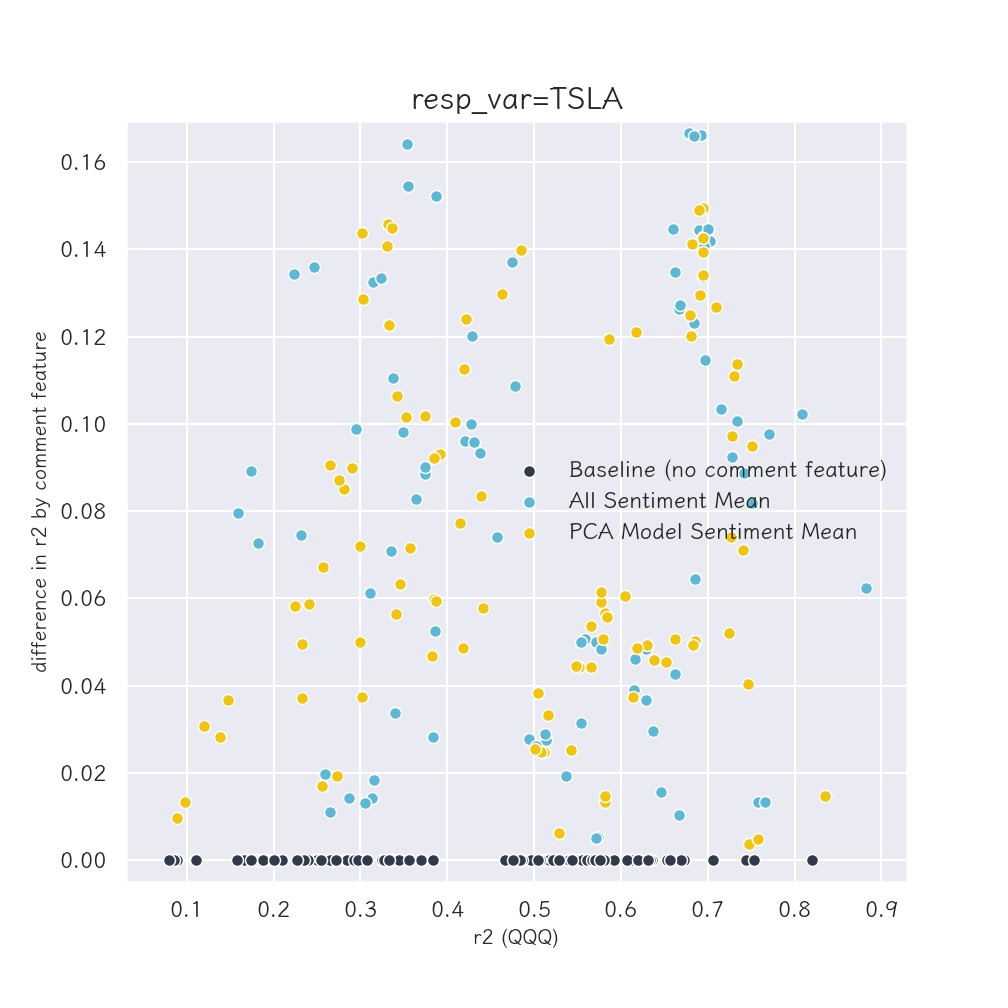 resp_var=TSLA
difference in r2 by comment feature
0.16
0.14
0.12
0.10
0.08
0.06
0.04
0.02
0.00
Baseline (no comment feature)
All Sentiment Mean
PCA Model Sentiment Mean
0.1 0.2 0.3 0.4 0.5 0.6 0.7 0.8 0.9
r2 (QQQ)